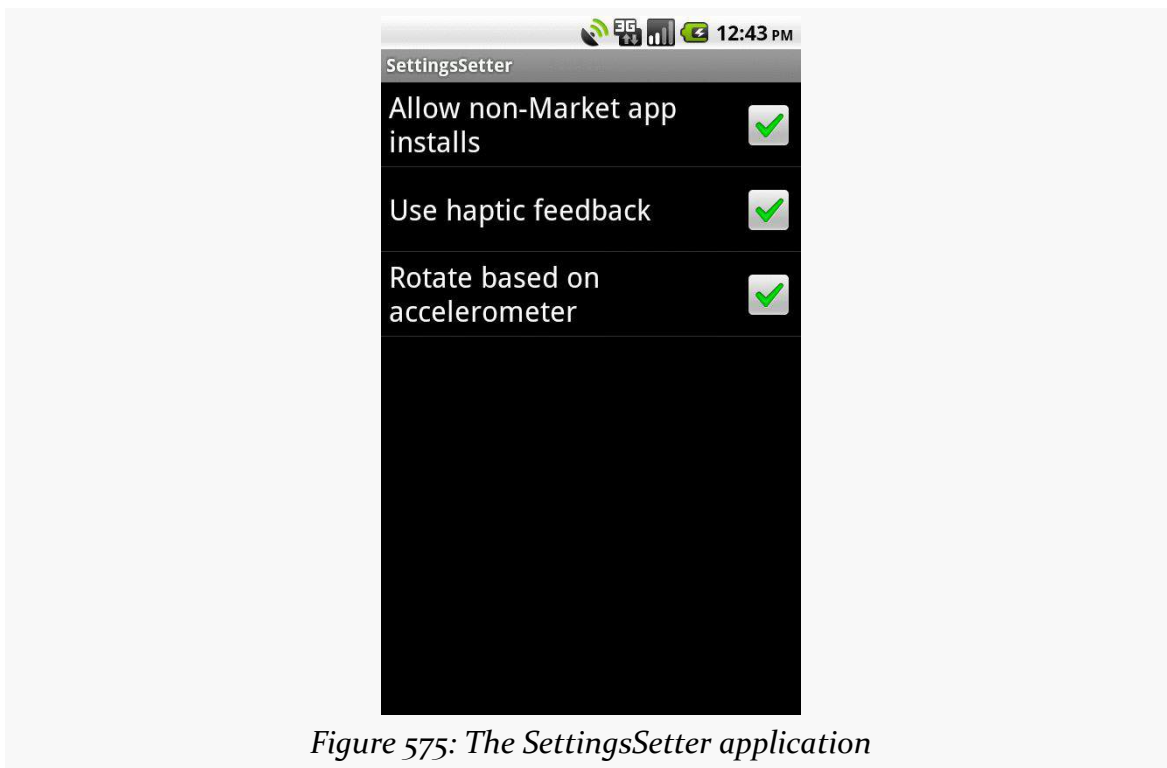 3G 12:43 PM
SettingsSetter
Allow non-Market app
installs
Use haptic feedback
Rotate based on
accelerometer
Figure 575: The SettingsSetter application